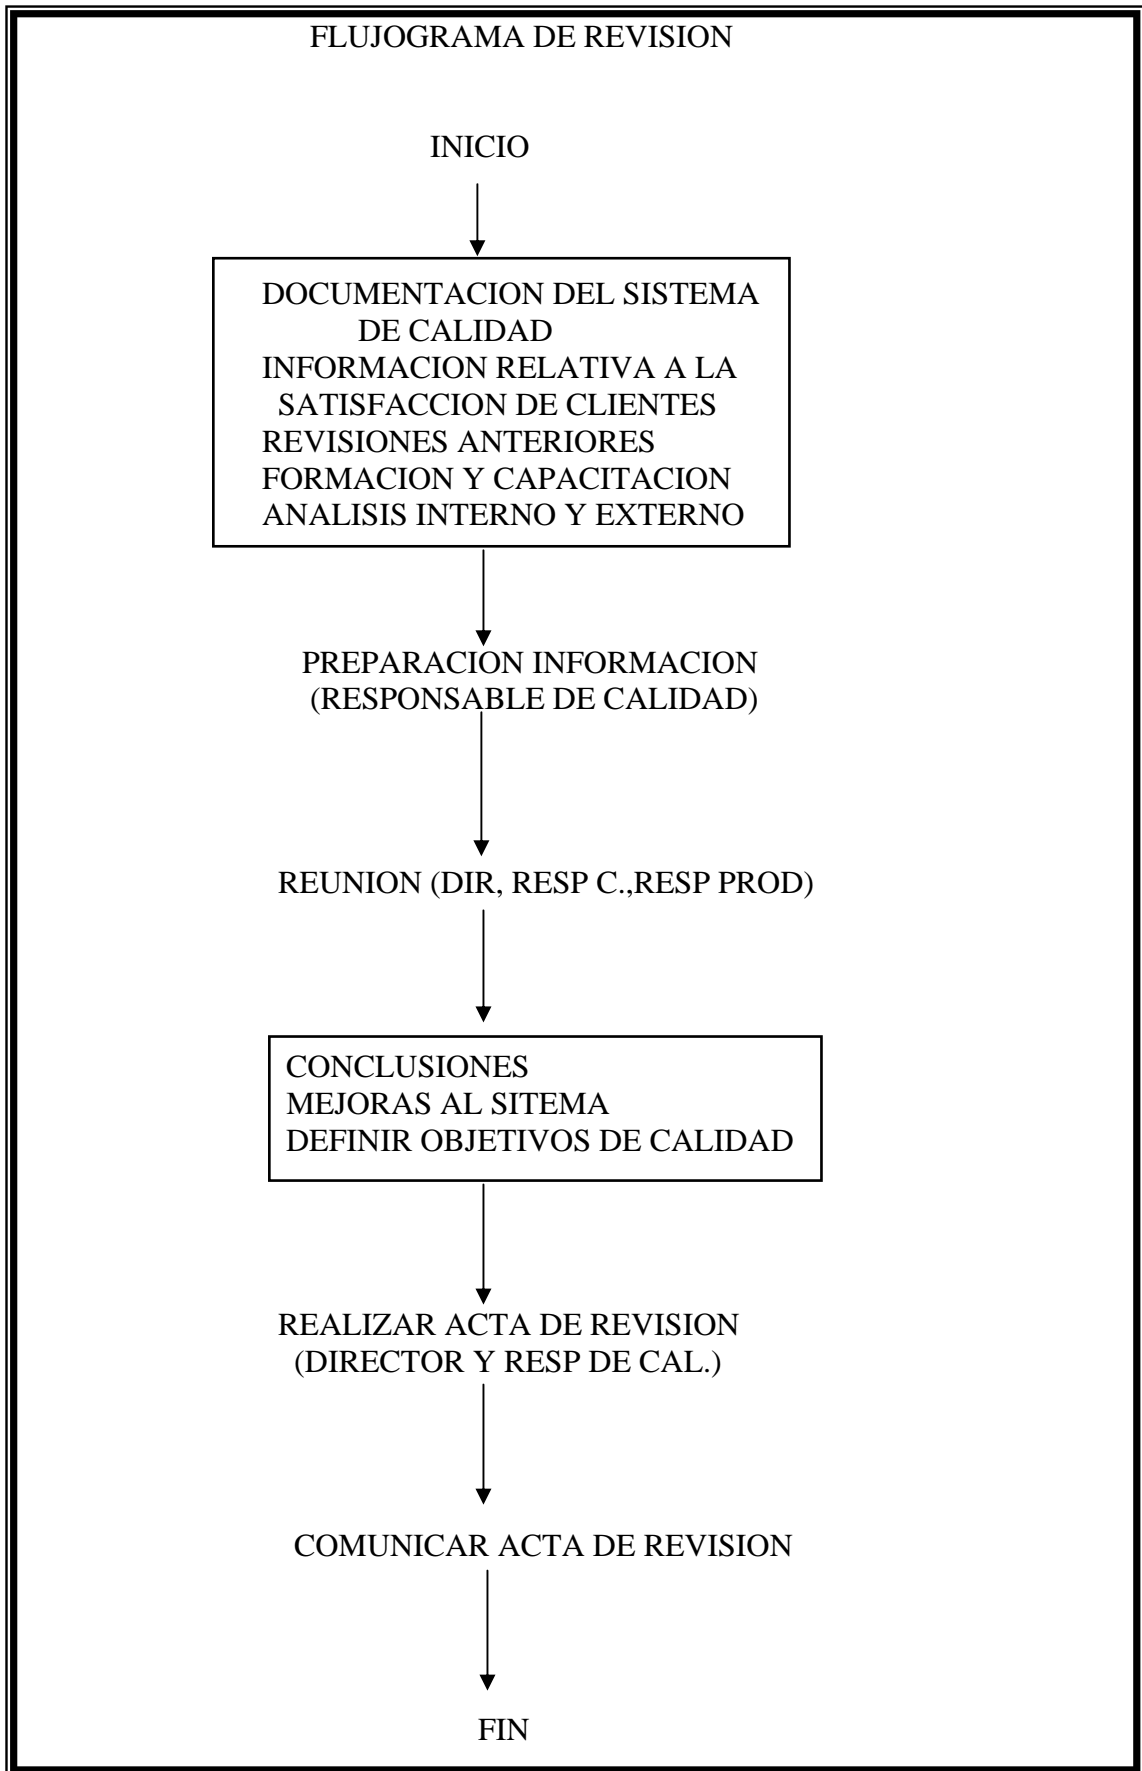 FLUJOGRAMA DE REVISION
INICIO
DOCUMENTACION DEL SISTEMA
DE CALIDAD
INFORMACION RELATIVA A LA
SATISFACCION DE CLIENTES
REVISIONES ANTERIORES
FORMACION Y CAPACITACION
ANALISIS INTERNO Y EXTERNO
PREPARACION INFORMACION
(RESPONSABLE DE CALIDAD)
REUNION (DIR, RESP C.,RESP PROD)
CONCLUSIONES
MEJORAS AL SITEMA
DEFINIR OBJETIVOS DE CALIDAD
REALIZAR ACTA DE REVISION
(DIRECTOR Y RESP DE CAL.)
COMUNICAR ACTA DE REVISION
FIN